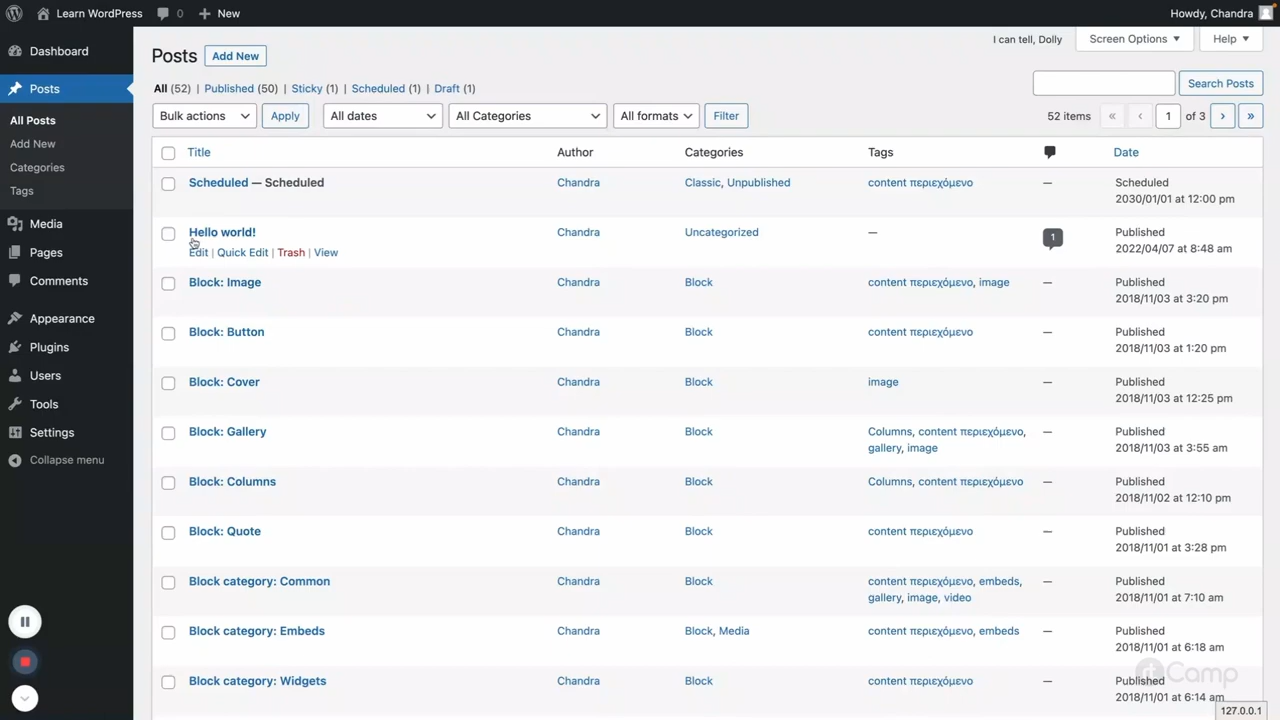 Learn WordPress 0 New Howdy, Chandra
Dashboard
Posts
All Posts
Add New
Categories
Tags
Media
Pages
Comments
Appearance
Plugins
Users
Tools
Settings
Collapse menu
I can tell, Dolly Screen Options Help
Posts Add New
All (52) | Published (50) | Sticky (1) | Scheduled (1) | Draft (1)
Search Posts
Bulk actions Apply All dates All Categories All formats Filter 52 items « ‹ 1 of 3 › »
Title Author Categories Tags Date
Scheduled — Scheduled Chandra Classic, Unpublished content περιεχόμενο — Scheduled
2030/01/01 at 12:00 pm
Hello world! Chandra Uncategorized — 1 Published
Edit | Quick Edit | Trash | View 2022/04/07 at 8:48 am
Block: Image Chandra Block content περιεχόμενο, image — Published
2018/11/03 at 3:20 pm
Block: Button Chandra Block content περιεχόμενο — Published
2018/11/03 at 1:20 pm
Block: Cover Chandra Block image — Published
2018/11/03 at 12:25 pm
Block: Gallery Chandra Block Columns, content περιεχόμενο, — Published
gallery, image 2018/11/03 at 3:55 am
Block: Columns Chandra Block Columns, content περιεχόμενο — Published
2018/11/02 at 12:10 pm
Block: Quote Chandra Block content περιεχόμενο — Published
2018/11/01 at 3:28 pm
Block category: Common Chandra Block content περιεχόμενο, embeds, — Published
gallery, image, video 2018/11/01 at 7:10 am
Block category: Embeds Chandra Block, Media content περιεχόμενο, embeds — Published
2018/11/01 at 6:18 am
Block category: Widgets Chandra Block content περιεχόμενο — Published
2018/11/01 at 6:14 am
rtCamp
127.0.0.1